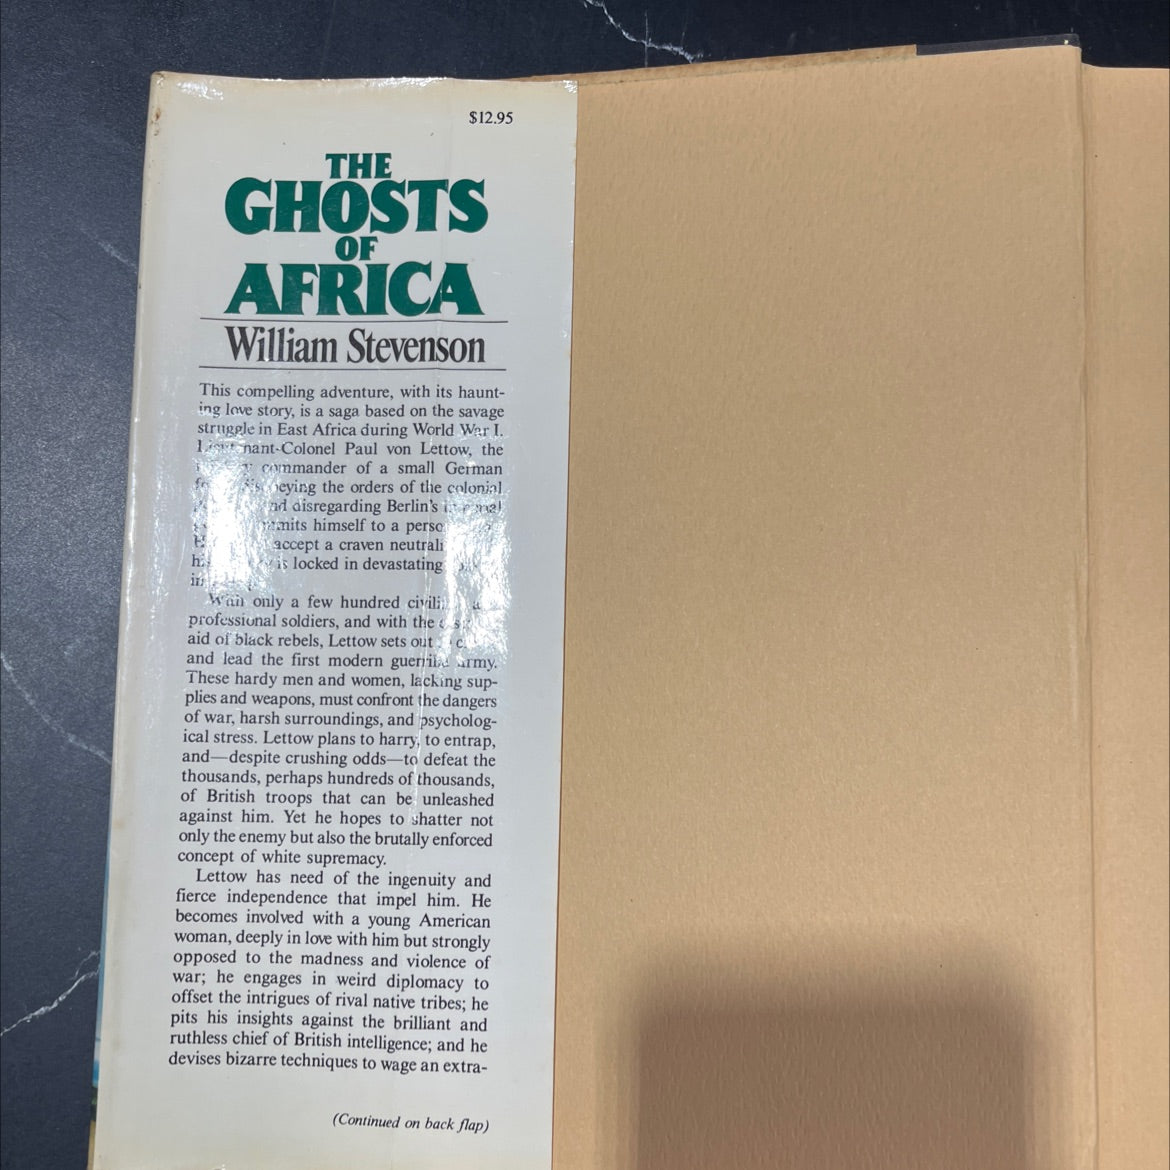 $12.95
THE
GHOSTS
OF
AFRICA
William Stevenson
This compelling adventure, with its haunt-
ing love story, is a saga based on the savage
struggle in East Africa during World War I.
Lieutenant-Colonel Paul von Lettow, the
commander of a small German
disobeying the orders of the colonial
and disregarding Berlin's
himself to a
accept a craven
is locked in devastating
With only a few hundred
professional soldiers, and with the
aid of black rebels, Lettow sets out
and lead the first modern guerrilla army.
These hardy men and women, lacking sup-
plies and weapons, must confront the dangers
of war, harsh surroundings, and psycholog-
ical stress. Lettow plans to harry, to entrap,
and—despite crushing odds—to defeat the
thousands, perhaps hundreds of thousands,
of British troops that can be unleashed
against him. Yet he hopes to shatter not
only the enemy but also the brutally enforced
concept of white supremacy.
Lettow has need of the ingenuity and
fierce independence that impel him. He
becomes involved with a young American
woman, deeply in love with him but strongly
opposed to the madness and violence of
war; he engages in weird diplomacy to
offset the intrigues of rival native tribes; he
pits his insights against the brilliant and
ruthless chief of British intelligence; and he
devises bizarre techniques to wage an extra-
(Continued on back flap)